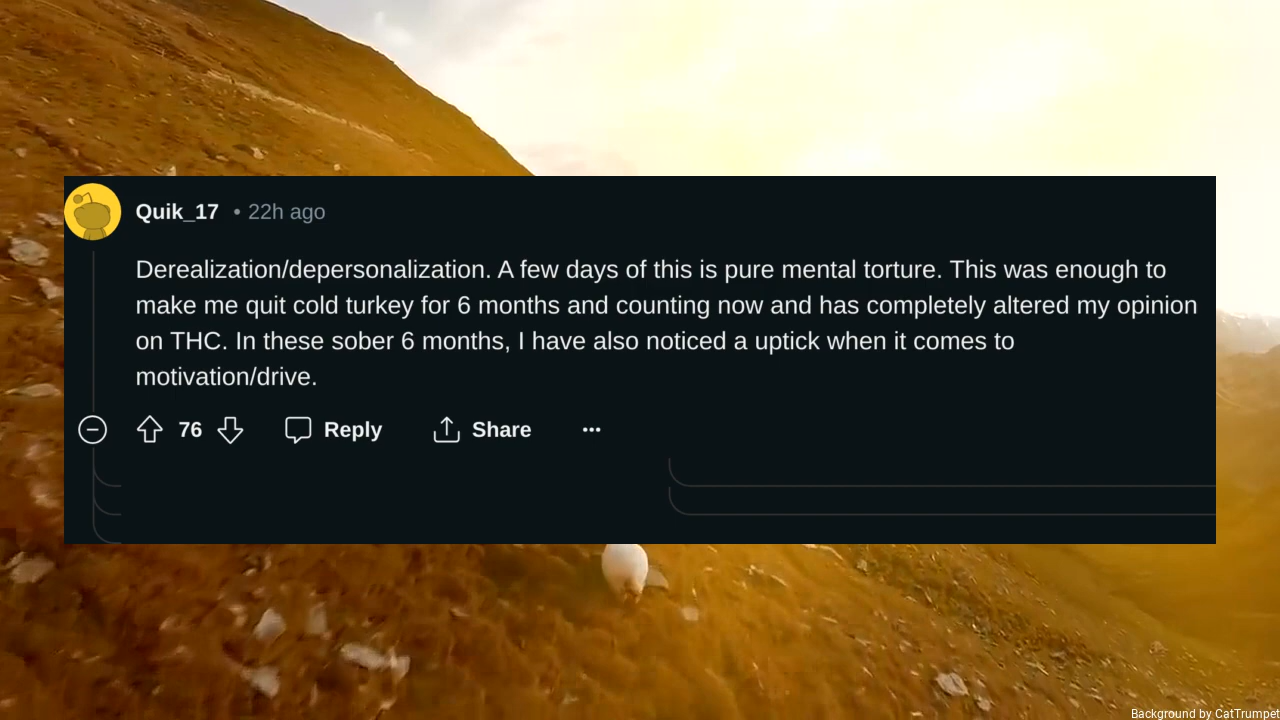 Quik_17 • 22h ago
Derealization/depersonalization. A few days of this is pure mental torture. This was enough to
make me quit cold turkey for 6 months and counting now and has completely altered my opinion
on THC. In these sober 6 months, I have also noticed a uptick when it comes to
motivation/drive.
76 Reply Share ...
Background by CatTrumpet